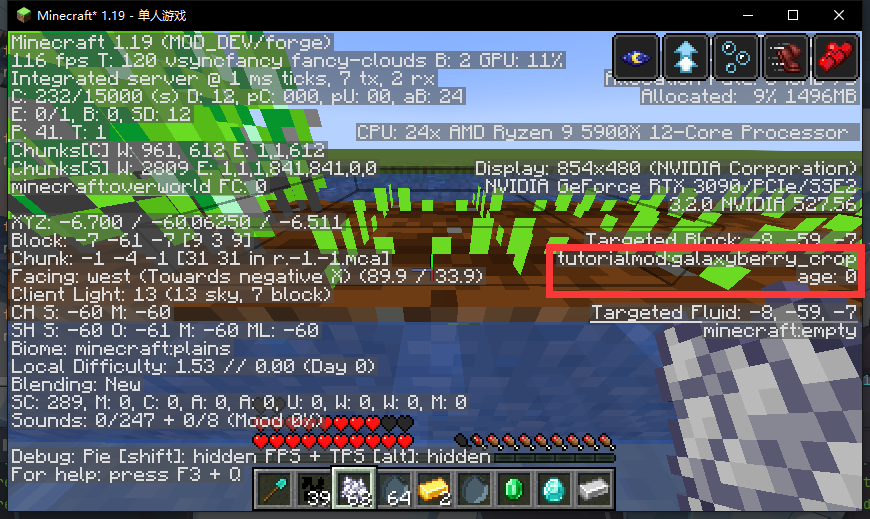 Minecraft* 1.19 - 单人游戏
Minecraft 1.19 (MOD_DEV/forge)
116 fps T: 120 vsyncfancy fancy-clouds B: 2 GPU: 11%
Integrated server @ 1 ms ticks, 7 tx, 2 rx
C: 232/15000 (s) D: 12, pC: 000, pU: 00, aB: 24
Allocated: 9% 1496MB
E: 0/1, B: 0, SD: 12
P: 41. T: 1
CPU: 24x AMD Ryzen 9 5900X 12-Core Processor
Chunks[C] W: 961, 612 E: 1,1,612
Chunks[S] W: 2809 E: 1,1,1,841,841,0,0
Display: 854x480 (NVIDIA Corporation)
minecraft:overworld FC: 0
NVIDIA GeForce RTX 3090/PCIe/SSE2
3.2.0 NVIDIA 527.56
XYZ: -6.700 / -60.06250 / -6.511
Block: -7 -61 -7 [9 3 9]
Targeted Block: -8, -59, -7
Chunk: -1 -4 -1 [31 31 in r.-1.-1.mca]
tutorialmod:galaxyberry_crop
Facing: west (Towards negative X) (89.9 / 33.9)
age: 0
Client Light: 13 (13 sky, 7 block)
CH S: -60 M: -60
Targeted Fluid: -8, -59, -7
SH S: -60 O: -61 M: -60 ML: -60
minecraft:empty
Biome: minecraft:plains
Local Difficulty: 1.53 // 0.00 (Day 0)
Blending: New
SC: 289, M: 0, C: 0, A: 0, A: 0, U: 0, W: 0, W: 0, M: 0
Sounds: 0/247 + 0/8 (Mood 0%)
Debug: Pie [shift]: hidden FPS + TPS [alt]: hidden
For help: press F3 + Q
39 63 64 2